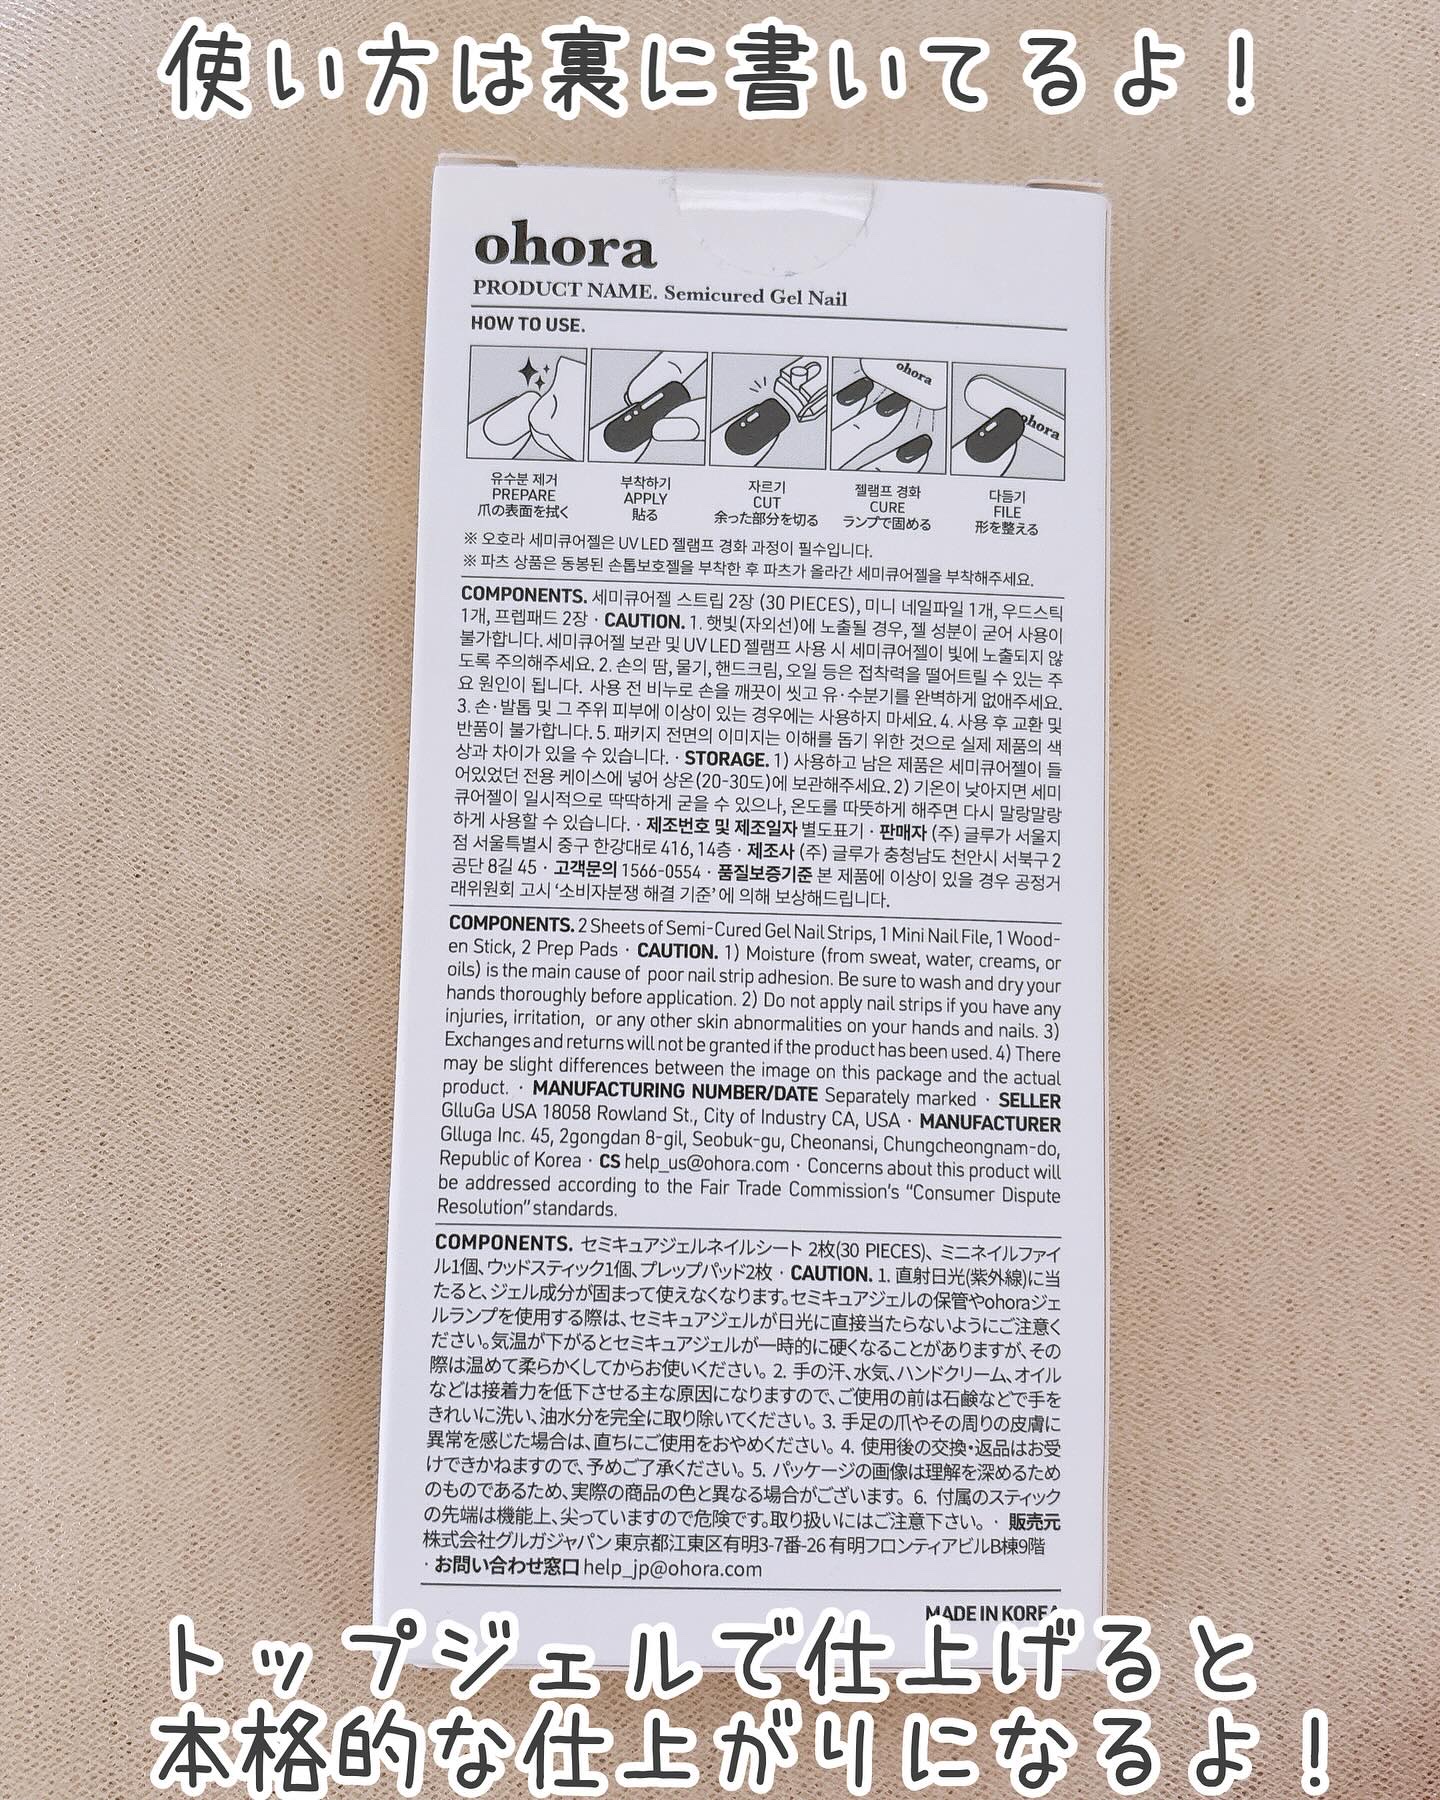 使い方は裏に書いてるよ!
ohora
PRODUCT NAME. Semicured Gel Nail
HOW TO USE.
ohora
ohora
유수분 제거
PREPARE
爪の表面を拭く
부착하기
APPLY
貼る
자르기
CUT
余った部分を切る
젤램프 경화
CURE
ランプで固める
다듬기
FILE
形を整える
※ 오호라 세미큐어젤은 UV LED 젤램프 경화 과정이 필수입니다.
※ 파츠 상품은 동봉된 손톱보호젤을 부착한 후 파츠가 올라간 세미큐어젤을 부착해주세요.
COMPONENTS. 세미큐어젤 스트립 2장 (30 PIECES), 미니 네일파일 1개, 우드스틱
1개, 프렙패드 2장 · CAUTION. 1. 햇빛(자외선)에 노출될 경우, 젤 성분이 굳어 사용이
불가합니다. 세미큐어젤 보관 및 UV LED 젤램프 사용 시 세미큐어젤이 빛에 노출되지 않
도록 주의해주세요. 2. 손의 땀, 물기, 핸드크림, 오일 등은 접착력을 떨어트릴 수 있는 주
요 원인이 됩니다. 사용 전 비누로 손을 깨끗이 씻고 유·수분기를 완벽하게 없애주세요.
3. 손·발톱 및 그 주위 피부에 이상이 있는 경우에는 사용하지 마세요. 4. 사용 후 교환 및
반품이 불가합니다. 5. 패키지 전면의 이미지는 이해를 돕기 위한 것으로 실제 제품의 색
상과 차이가 있을 수 있습니다. · STORAGE. 1) 사용하고 남은 제품은 세미큐어젤이 들
어있었던 전용 케이스에 넣어 상온(20-30도)에 보관해주세요. 2) 기온이 낮아지면 세미
큐어젤이 일시적으로 딱딱하게 굳을 수 있으나, 온도를 따뜻하게 해주면 다시 말랑말랑
하게 사용할 수 있습니다. · 제조번호 및 제조일자 별도표기 · 판매자 (주) 글루가 서울지
점 서울특별시 중구 한강대로 416, 14층 · 제조사 (주) 글루가 충청남도 천안시 서북구 2
공단 8길 45 · 고객문의 1566-0554 · 품질보증기준 본 제품에 이상이 있을 경우 공정거
래위원회 고시 ‘소비자분쟁 해결 기준’ 에 의해 보상해드립니다.
COMPONENTS. 2 Sheets of Semi-Cured Gel Nail Strips, 1 Mini Nail File, 1 Wood-
en Stick, 2 Prep Pads · CAUTION. 1) Moisture (from sweat, water, creams, or
oils) is the main cause of poor nail strip adhesion. Be sure to wash and dry your
hands thoroughly before application. 2) Do not apply nail strips if you have any
injuries, irritation, or any other skin abnormalities on your hands and nails. 3)
Exchanges and returns will not be granted if the product has been used. 4) There
may be slight differences between the image on this package and the actual
product. · MANUFACTURING NUMBER/DATE Separately marked · SELLER
GlluGa USA 18058 Rowland St., City of Industry CA, USA · MANUFACTURER
Glluga Inc. 45, 2gongdan 8-gil, Seobuk-gu, Cheonansi, Chungcheongnam-do,
Republic of Korea · CS help_us@ohora.com · Concerns about this product will
be addressed according to the Fair Trade Commission’s “Consumer Dispute
Resolution” standards.
COMPONENTS. セミキュアジェルネイルシート 2枚(30 PIECES)、ミニネイルファイ
ル1個、ウッドスティック1個、プレップパッド2枚 · CAUTION. 1. 直射日光(紫外線)に当
たると、ジェル成分が固まって使えなくなります。セミキュアジェルの保管やohoraジェ
ルランプを使用する際は、セミキュアジェルが日光に直接当たらないようにご注意く
ださい。気温が下がるとセミキュアジェルが一時的に硬くなることがありますが、その
際は温めて柔らかくしてからお使いください。 2. 手の汗、水気、ハンドクリーム、オイル
などは接着力を低下させる主な原因になりますので、ご使用の前は石鹸などで手を
きれいに洗い、油水分を完全に取り除いてください。 3. 手足の爪やその周りの皮膚に
異常を感じた場合は、直ちにご使用をおやめください。 4. 使用後の交換・返品はお受
けできかねますので、予めご了承ください。 5. パッケージの画像は理解を深めるため
のものであるため、実際の商品の色と異なる場合がございます。 6. 付属のスティック
の先端は機能上、尖っていますので危険です。取り扱いにはご注意下さい。 · 販売元
株式会社グルガジャパン 東京都江東区有明3-7番-26 有明フロンティアビルB棟9階
· お問い合わせ窓口 help_jp@ohora.com
MADE IN KOREA
トップジェルで仕上げると
本格的な仕上がりになるよ!